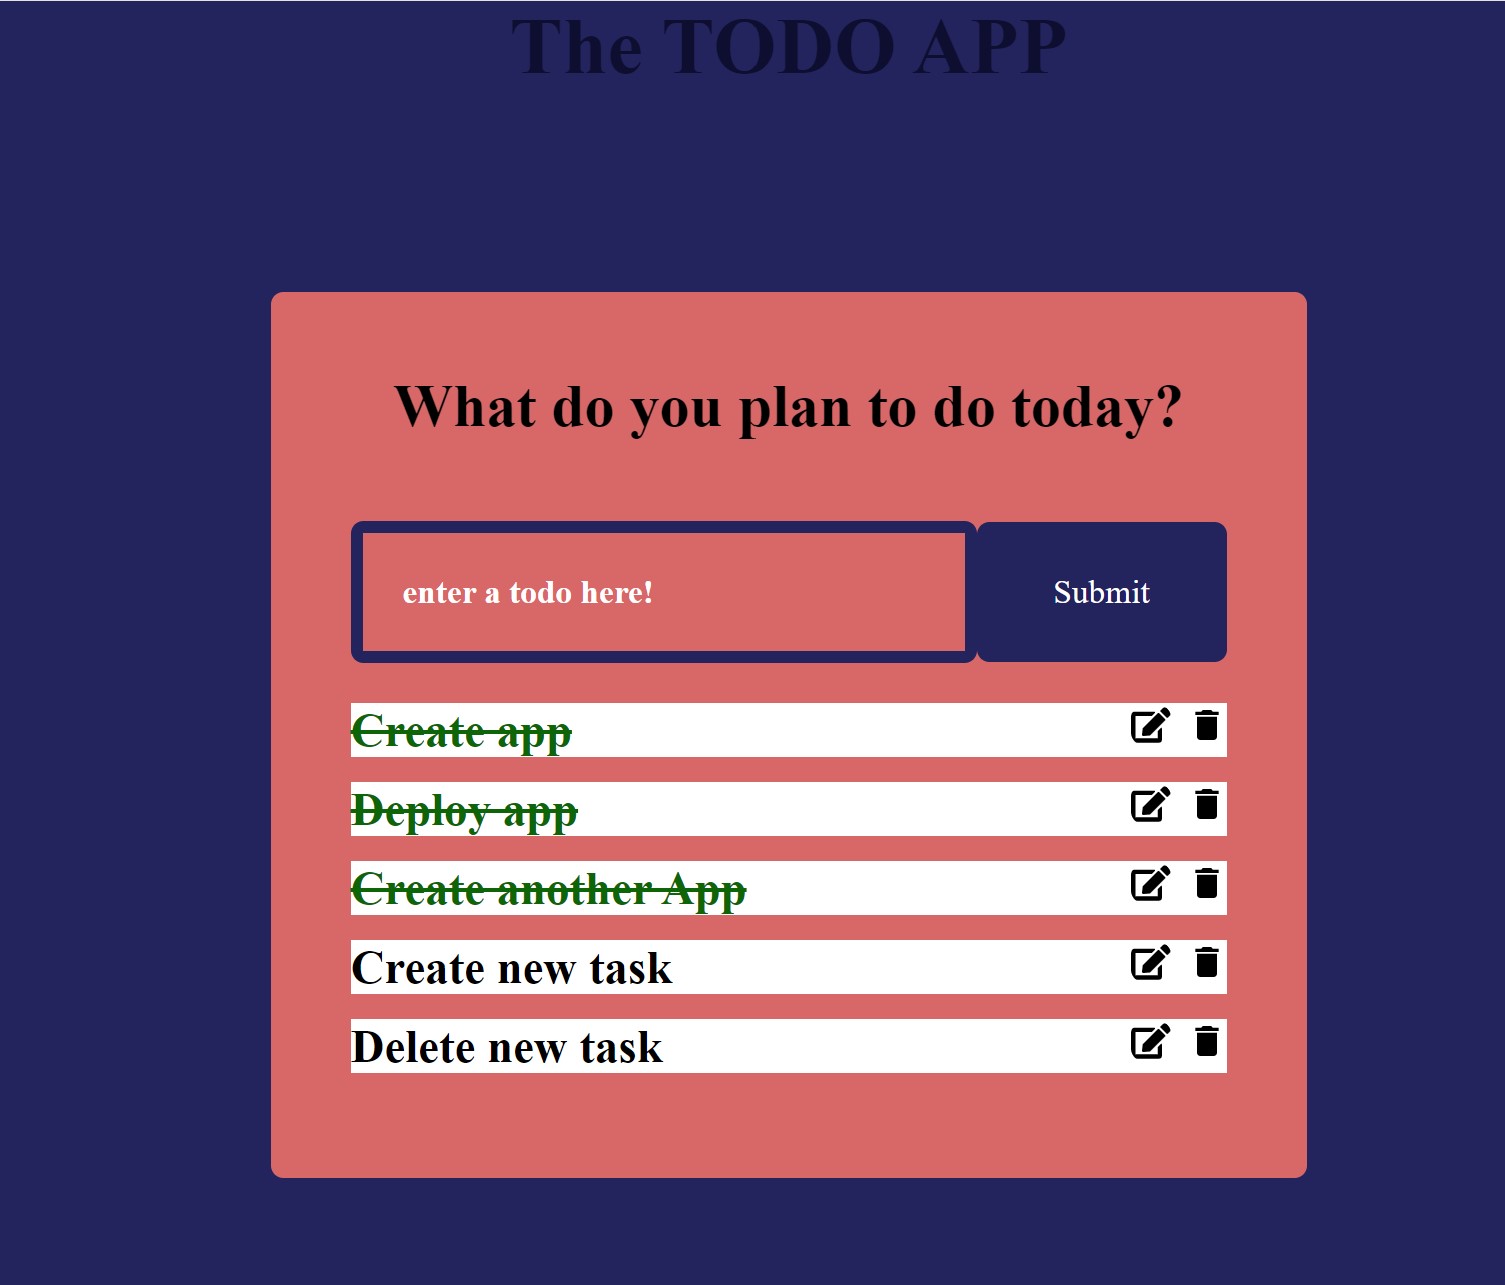 The TODO APP
What do you plan to do today?
enter a todo here!
Submit
Create app
Deploy app
Create another App
Create new task
Delete new task